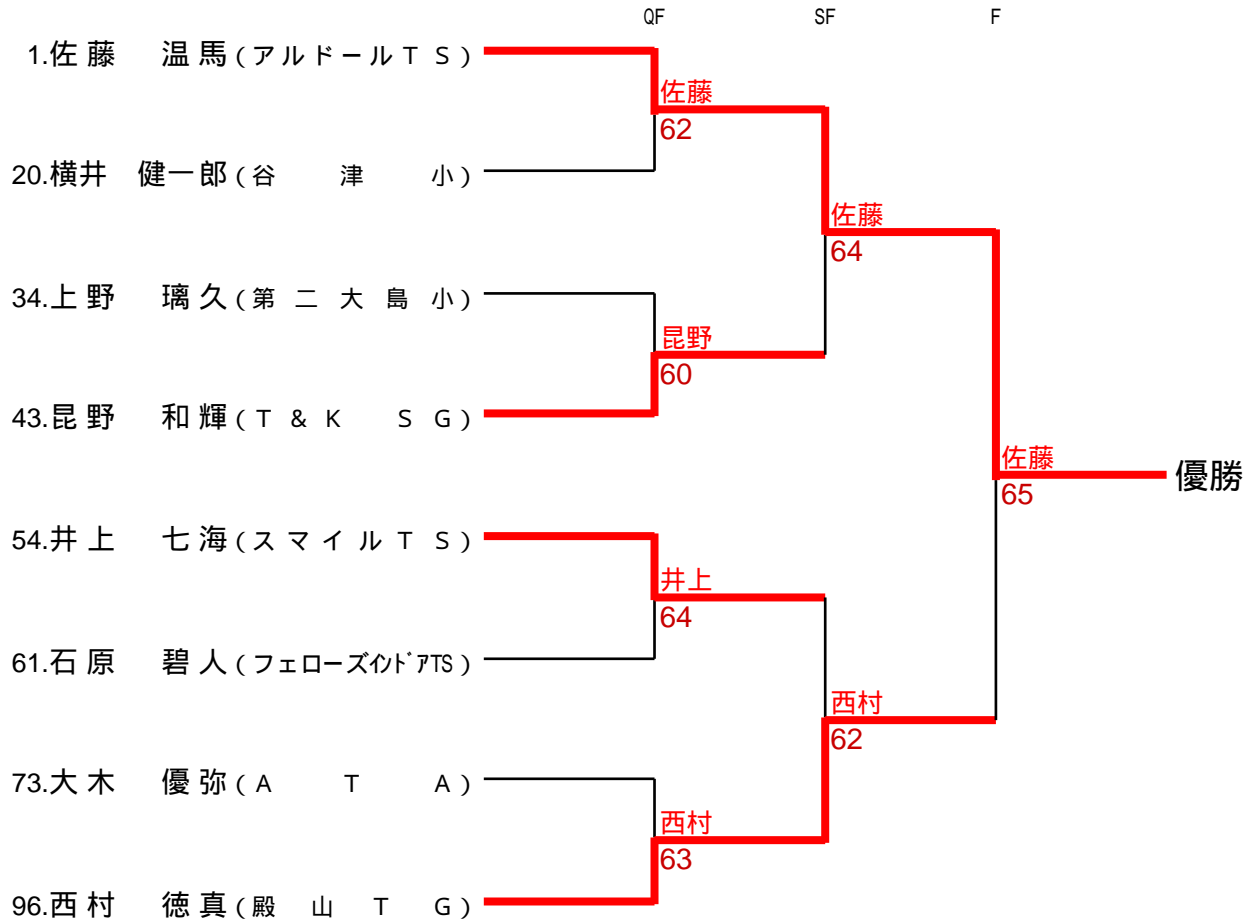 QF SF F
1.佐藤 温馬(アルドールTS)
佐藤
62
20.横井 健一郎(谷津小)
佐藤
64
34.上野 璃久(第二大島小)
昆野
60
43.昆野 和輝(T&K SG)
佐藤
65
優勝
54.井上 七海(スマイルTS)
井上
64
61.石原 碧人(フェローズインドアTS)
西村
62
73.大木 優弥(ATA)
西村
63
96.西村 徳真(殿山TG)